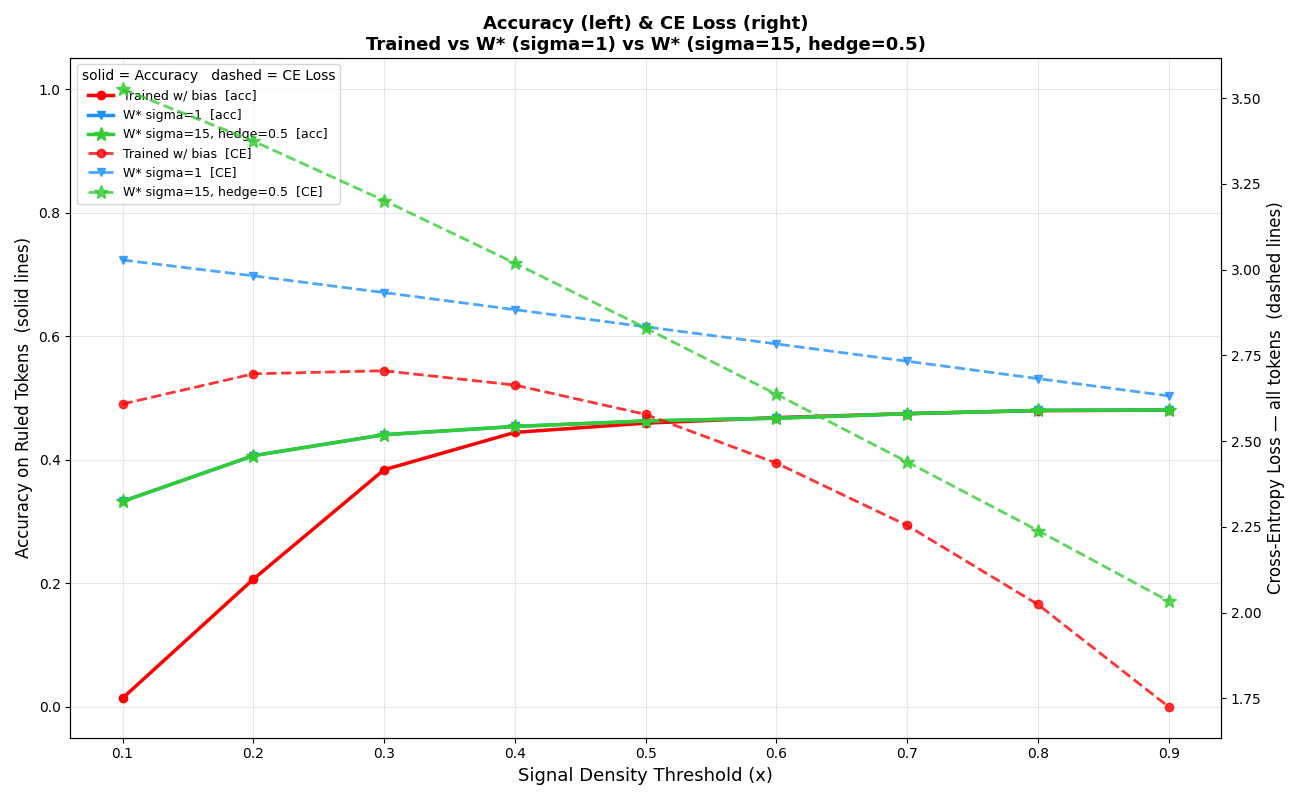 Accuracy (left) & CE Loss (right)
Trained vs W* (sigma=1) vs W* (sigma=15, hedge=0.5)
solid = Accuracy   dashed = CE Loss
Trained w/ bias [acc]
W* sigma=1 [acc]
W* sigma=15, hedge=0.5 [acc]
Trained w/ bias [CE]
W* sigma=1 [CE]
W* sigma=15, hedge=0.5 [CE]
Accuracy on Ruled Tokens (solid lines)
1.0
0.8
0.6
0.4
0.2
0.0
3.50
3.25
3.00
2.75
2.50
2.25
2.00
1.75
Cross-Entropy Loss — all tokens (dashed lines)
0.1 0.2 0.3 0.4 0.5 0.6 0.7 0.8 0.9
Signal Density Threshold (x)